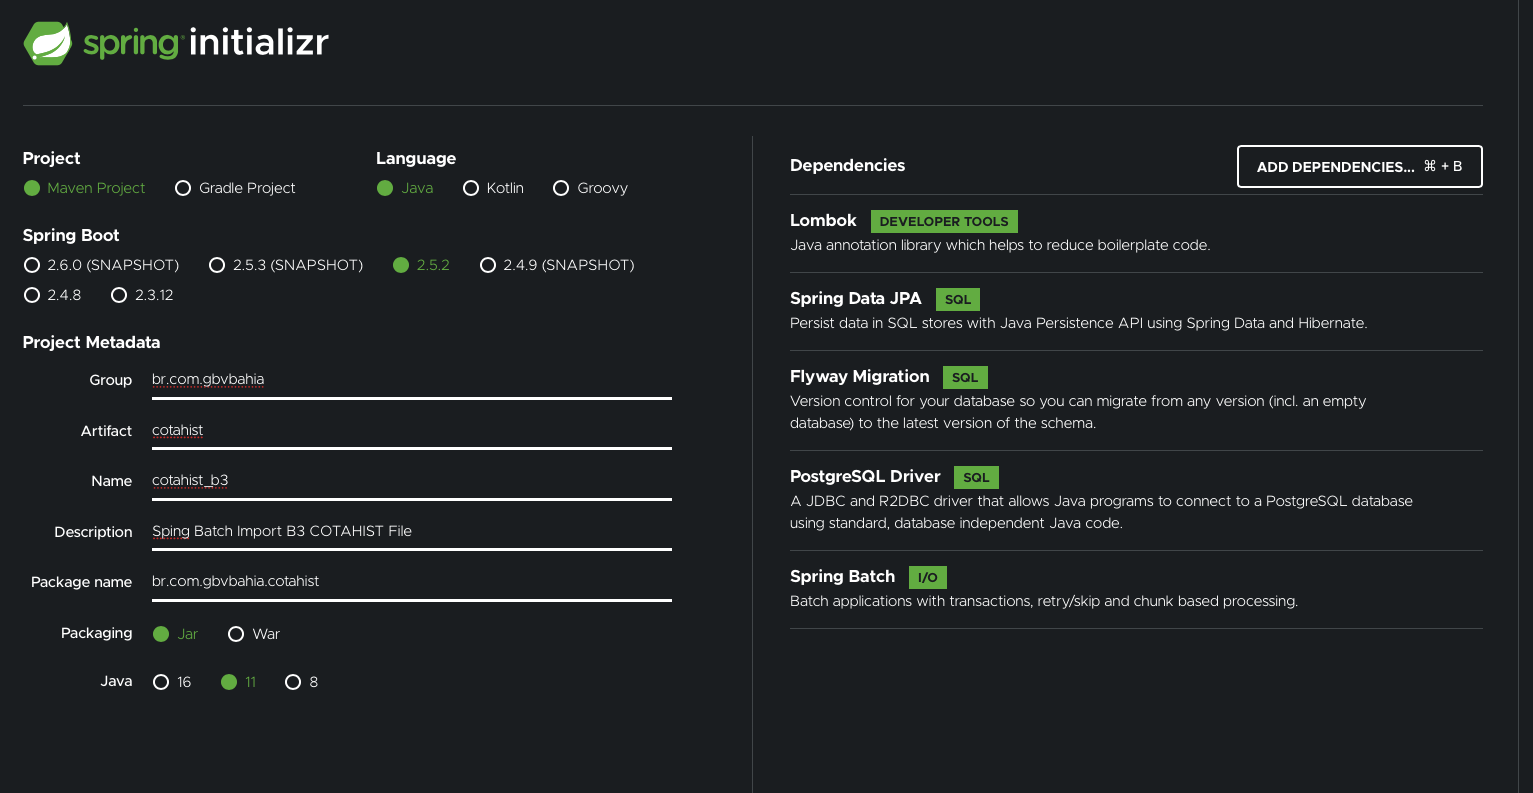 spring initializr
Project
Maven Project Gradle Project
Language
Java Kotlin Groovy
Spring Boot
2.6.0 (SNAPSHOT) 2.5.3 (SNAPSHOT) 2.5.2 2.4.9 (SNAPSHOT)
2.4.8 2.3.12
Project Metadata
Group br.com.gbvbahia
Artifact cotahist
Name cotahist_b3
Description Sping Batch Import B3 COTAHIST File
Package name br.com.gbvbahia.cotahist
Packaging Jar War
Java 16 11 8
Dependencies
ADD DEPENDENCIES... ⌘ + B
Lombok DEVELOPER TOOLS
Java annotation library which helps to reduce boilerplate code.
Spring Data JPA SQL
Persist data in SQL stores with Java Persistence API using Spring Data and Hibernate.
Flyway Migration SQL
Version control for your database so you can migrate from any version (incl. an empty
database) to the latest version of the schema.
PostgreSQL Driver SQL
A JDBC and R2DBC driver that allows Java programs to connect to a PostgreSQL database
using standard, database independent Java code.
Spring Batch I/O
Batch applications with transactions, retry/skip and chunk based processing.